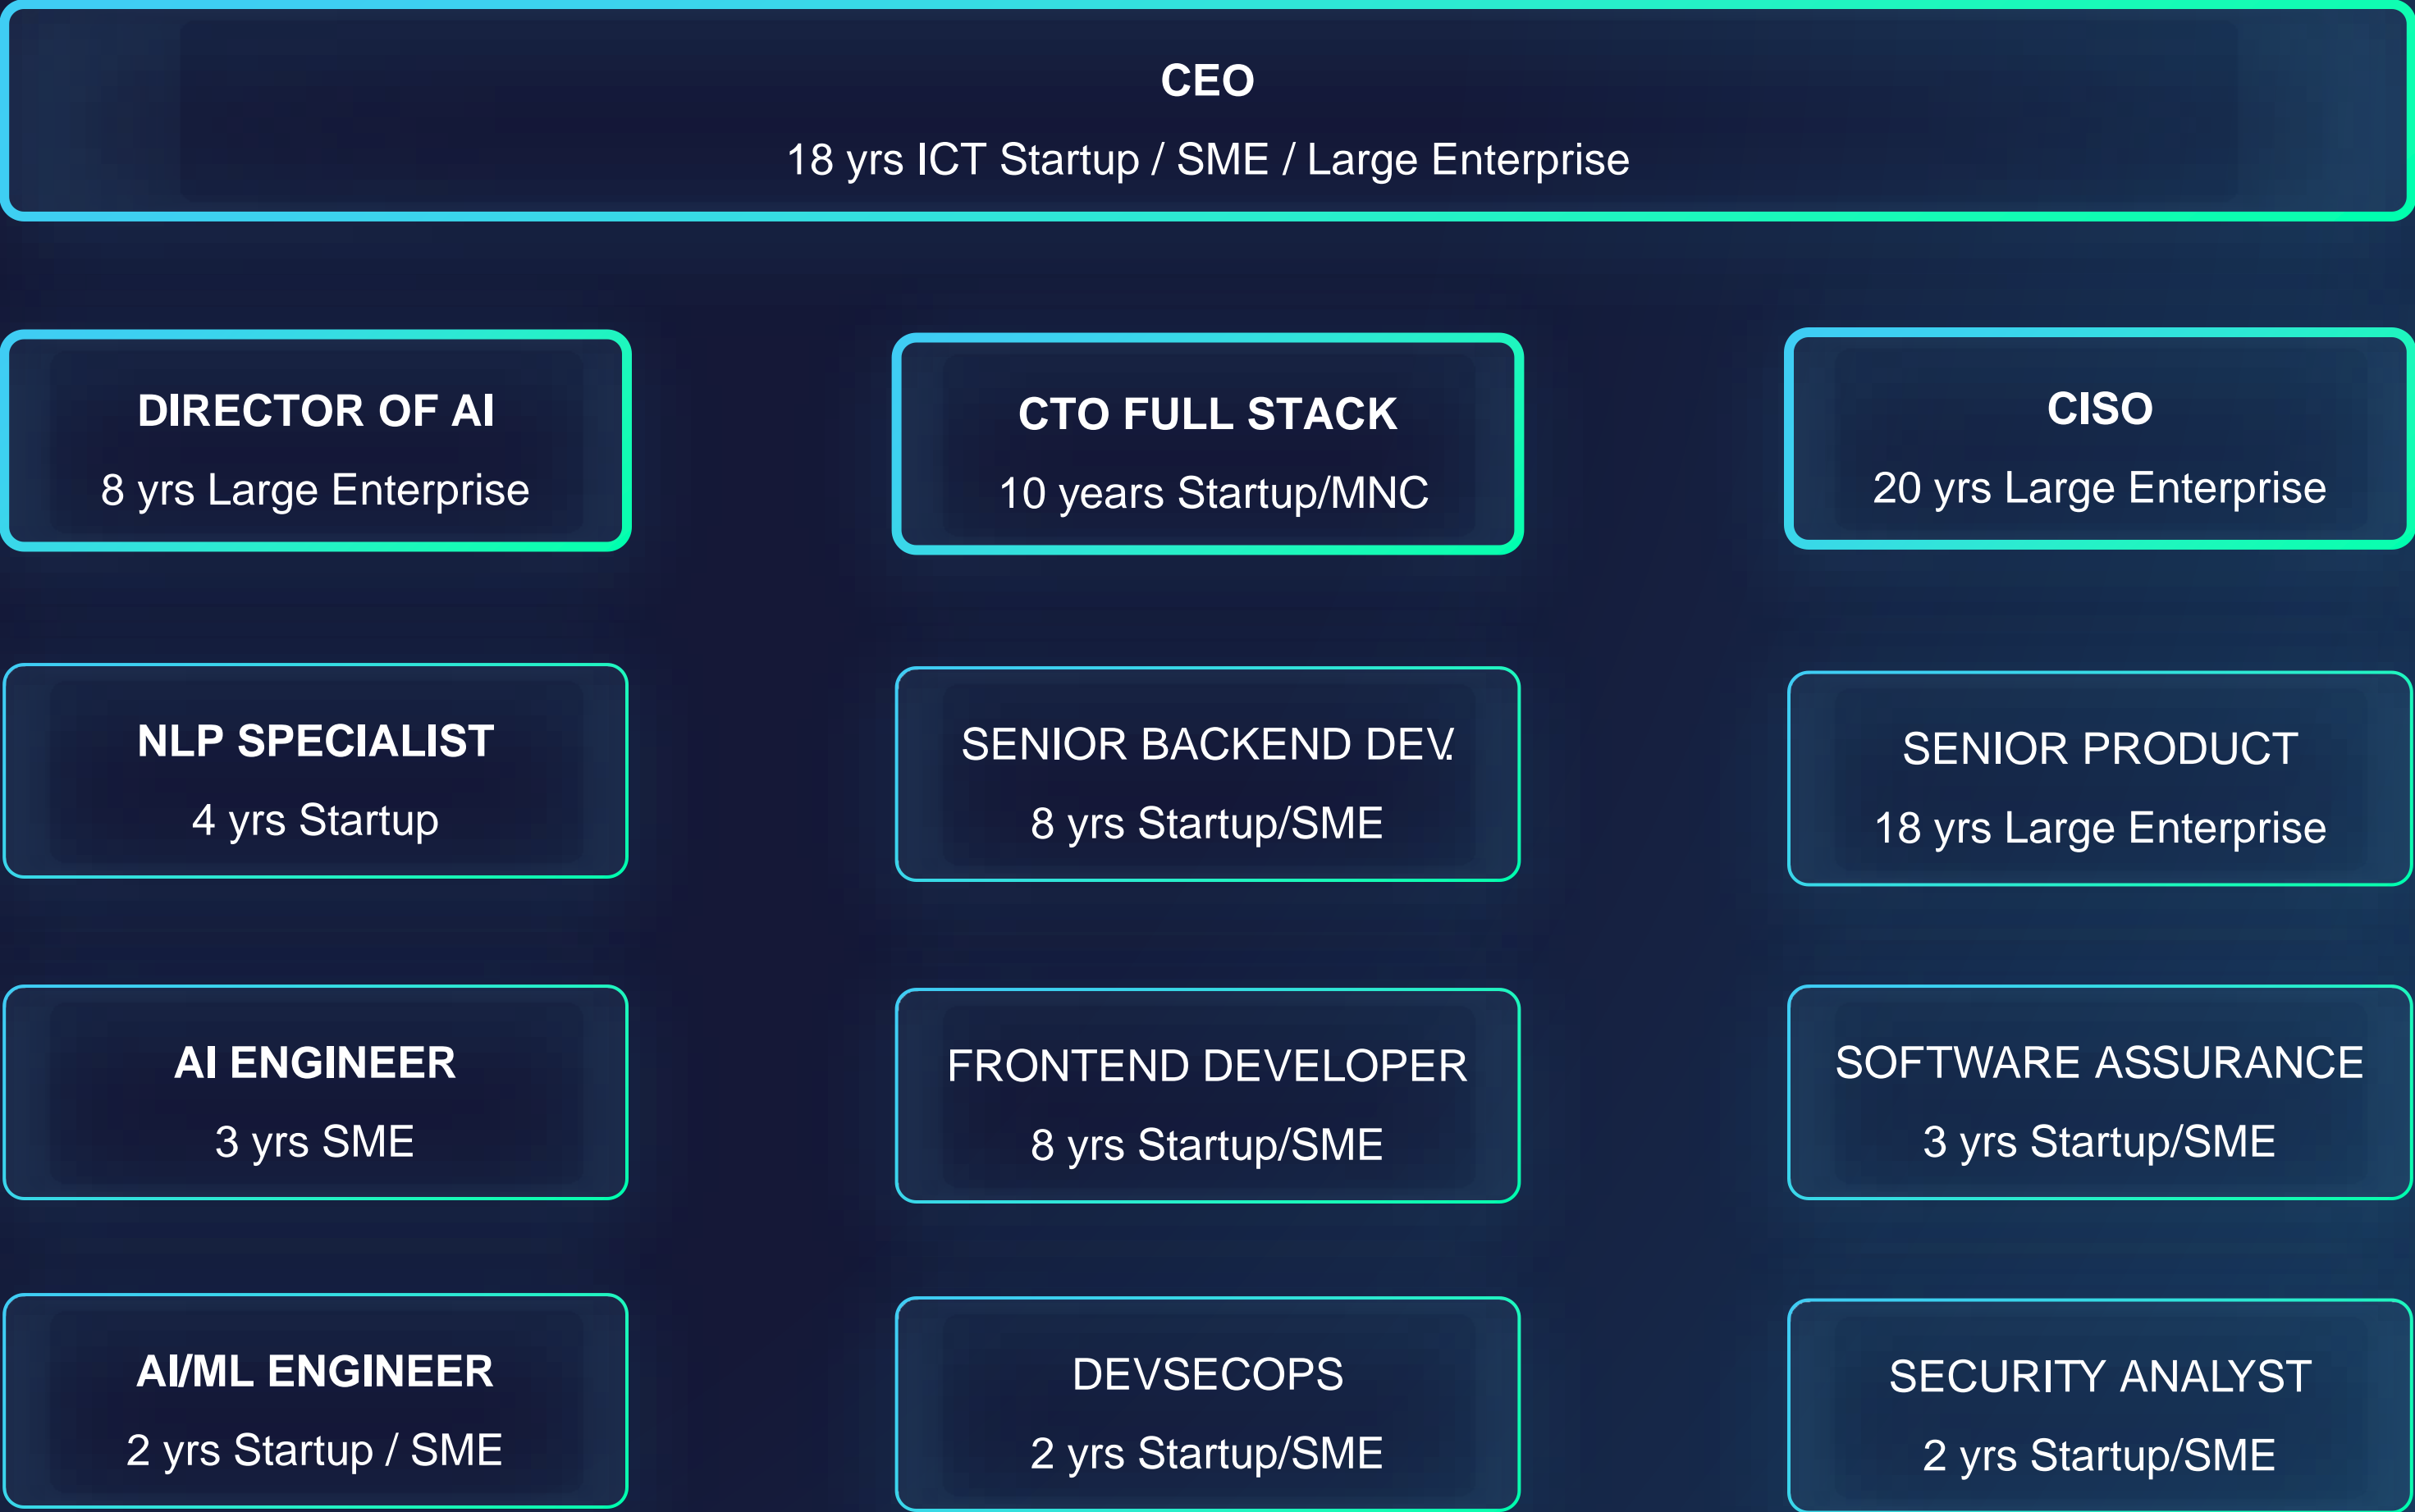 CEO
18 yrs ICT Startup / SME / Large Enterprise
DIRECTOR OF AI
8 yrs Large Enterprise
CTO FULL STACK
10 years Startup/MNC
CISO
20 yrs Large Enterprise
NLP SPECIALIST
4 yrs Startup
SENIOR BACKEND DEV.
8 yrs Startup/SME
SENIOR PRODUCT
18 yrs Large Enterprise
AI ENGINEER
3 yrs SME
FRONTEND DEVELOPER
8 yrs Startup/SME
SOFTWARE ASSURANCE
3 yrs Startup/SME
AI/ML ENGINEER
2 yrs Startup / SME
DEVSECOPS
2 yrs Startup/SME
SECURITY ANALYST
2 yrs Startup/SME